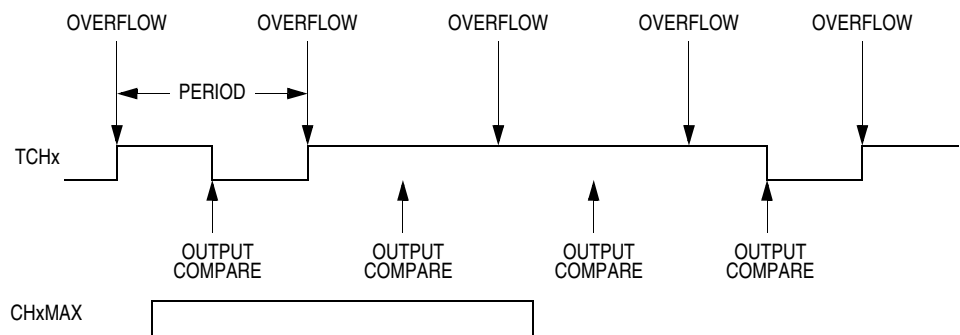 OVERFLOW OVERFLOW OVERFLOW OVERFLOW OVERFLOW
PERIOD
TCHx
OUTPUT OUTPUT OUTPUT OUTPUT
COMPARE COMPARE COMPARE COMPARE
CHxMAX